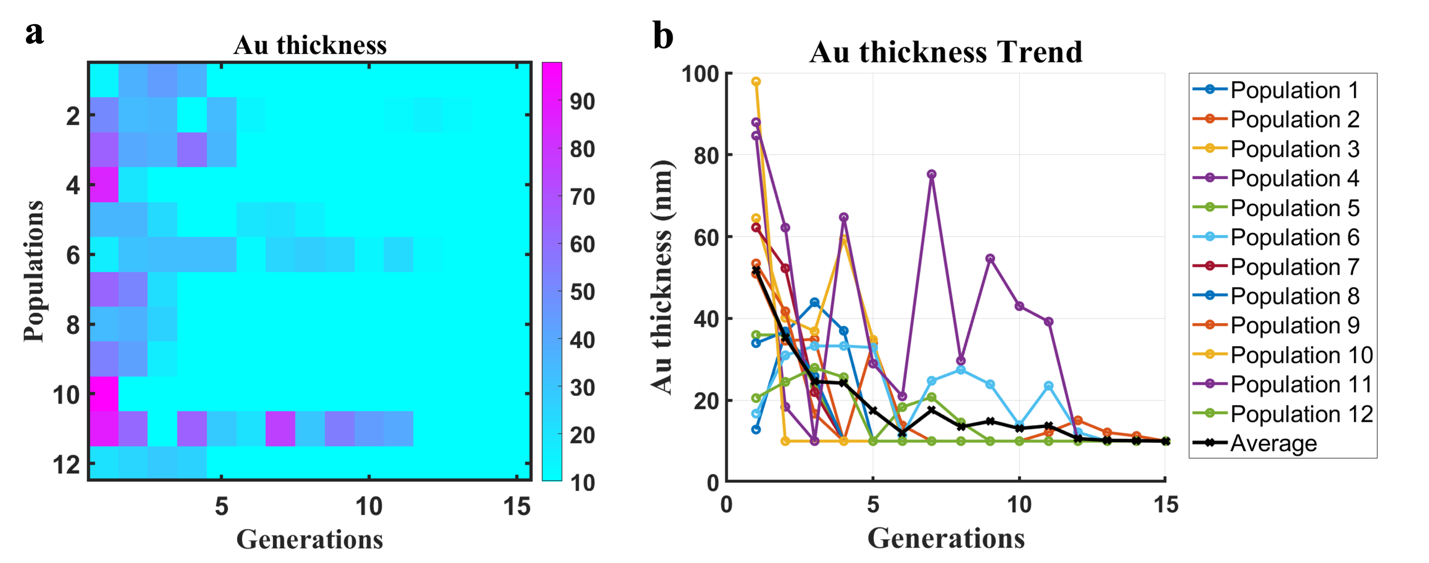 a
Au thickness
2
4
6
8
10
12
Populations
5
10
15
Generations
90
80
70
60
50
40
30
20
10
b
Au thickness Trend
100
80
60
40
20
0
Au thickness (nm)
0
5
10
15
Generations
Population 1
Population 2
Population 3
Population 4
Population 5
Population 6
Population 7
Population 8
Population 9
Population 10
Population 11
Population 12
Average